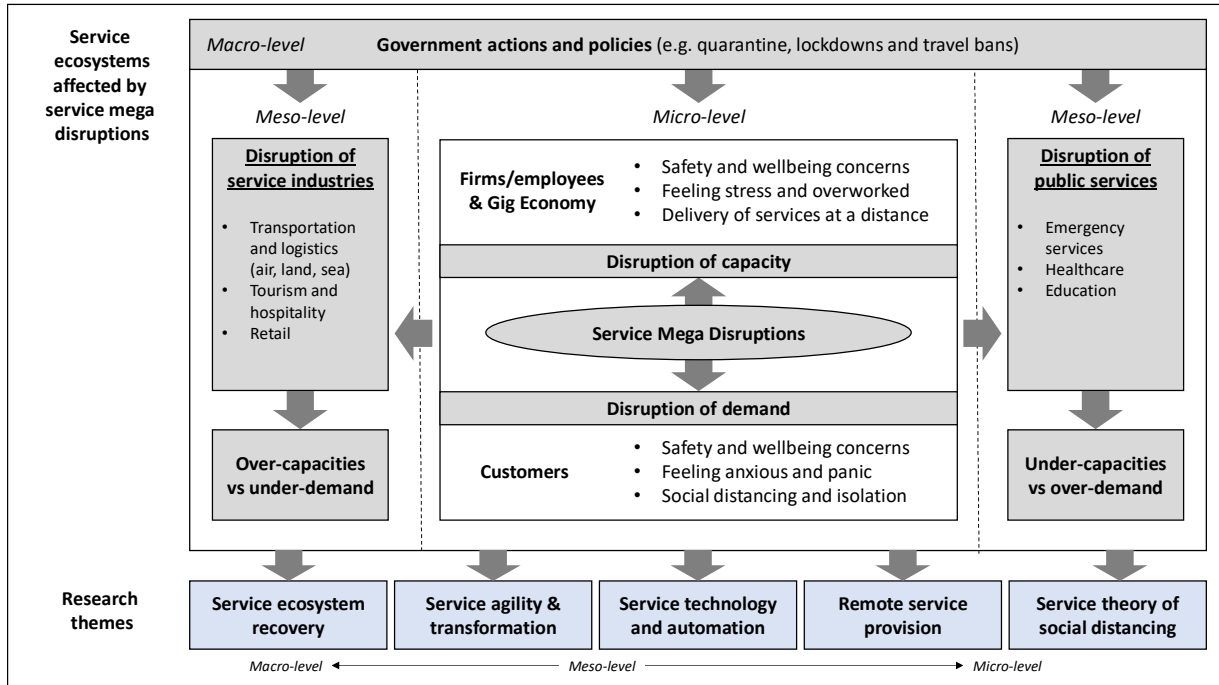 Service
ecosystems
affected by
service mega
disruptions
Macro-level
Government actions and policies (e.g. quarantine, lockdowns and travel bans)
Meso-level
Disruption of
service industries
• Transportation
and logistics
(air, land, sea)
• Tourism and
hospitality
• Retail
Over-capacities
vs under-demand
Micro-level
Firms/employees
& Gig Economy
• Safety and wellbeing concerns
• Feeling stress and overworked
• Delivery of services at a distance
Disruption of capacity
Service Mega Disruptions
Disruption of demand
Customers
• Safety and wellbeing concerns
• Feeling anxious and panic
• Social distancing and isolation
Meso-level
Disruption of
public services
• Emergency
services
• Healthcare
• Education
Under-capacities
vs over-demand
Research
themes
Service ecosystem
recovery
Service agility &
transformation
Service technology
and automation
Remote service
provision
Service theory of
social distancing
Macro-level
Meso-level
Micro-level